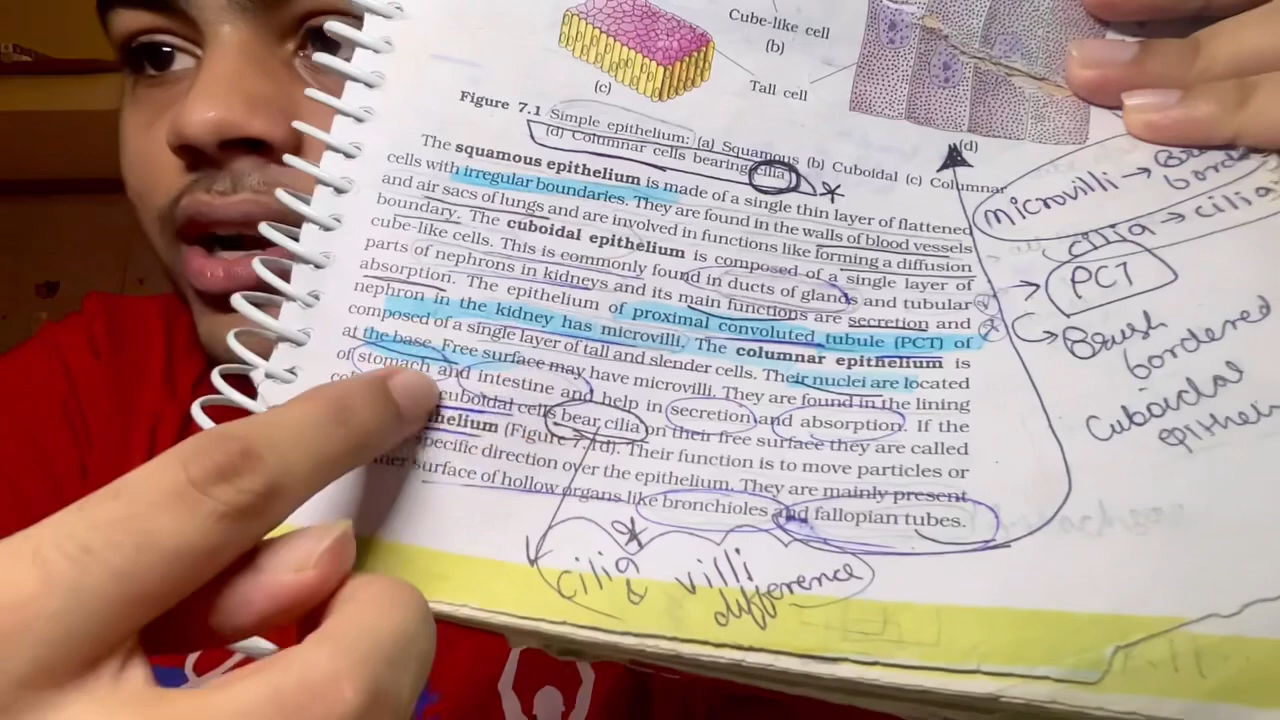 Cube-like cell
(b)
Tall cell
(c)
(d)
Figure 7.1 Simple epithelium: (a) Squamous (b) Cuboidal (c) Columnar
(d) Columnar cells bearing cilia
The squamous epithelium is made of a single thin layer of flattened
cells with irregular boundaries. They are found in the walls of blood vessels
and air sacs of lungs and are involved in functions like forming a diffusion
boundary. The cuboidal epithelium is composed of a single layer of
cube-like cells. This is commonly found in ducts of glands and tubular
parts of nephrons in kidneys and its main functions are secretion and
absorption. The epithelium of proximal convoluted tubule (PCT) of
nephron in the kidney has microvilli. The columnar epithelium is
composed of a single layer of tall and slender cells. Their nuclei are located
at the base. Free surface may have microvilli. They are found in the lining
of stomach and intestine and help in secretion and absorption. If the
cuboidal cells bear cilia on their free surface they are called
(Figure 7.1d). Their function is to move particles or
specific direction over the epithelium. They are mainly present
surface of hollow organs like bronchioles and fallopian tubes.
microvilli →
border
cilia → cilia
PCT
Brush
bordered
Cuboidal
cilia & villi
difference